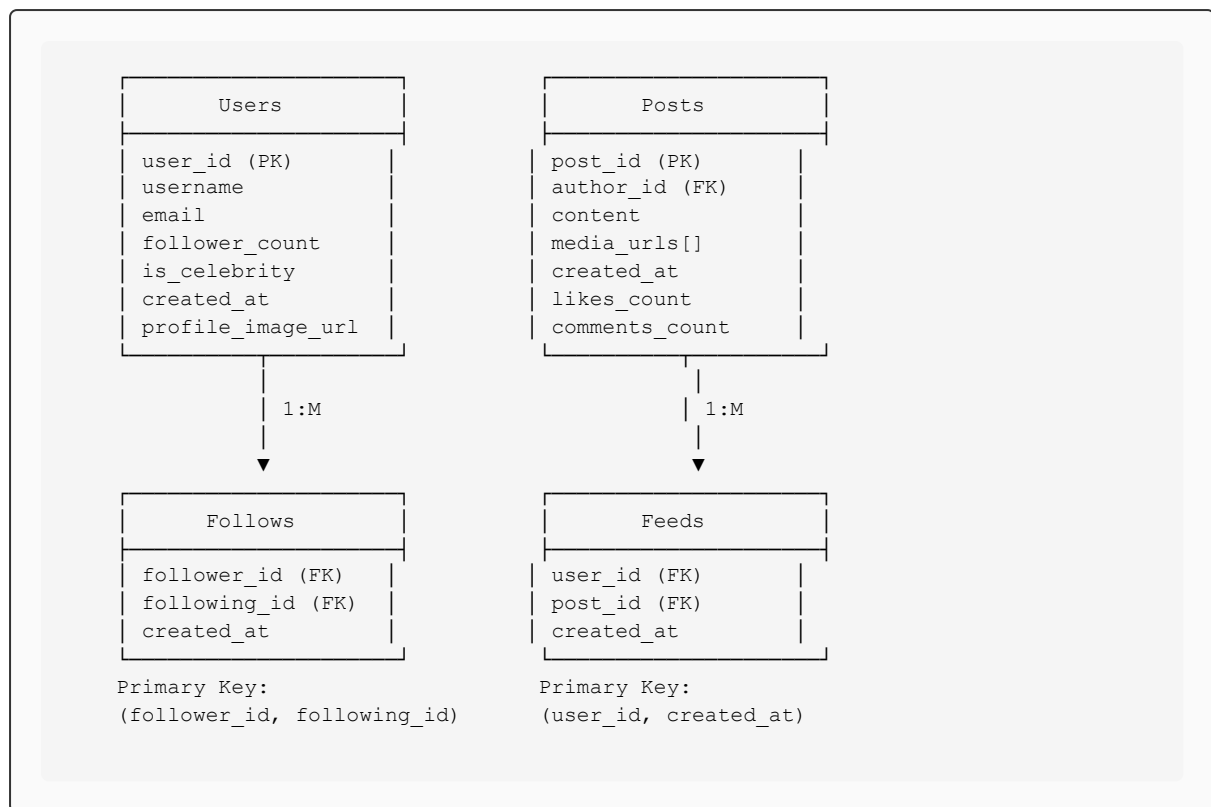 Users Posts
user_id (PK) post_id (PK)
username author_id (FK)
email content
follower_count media_urls[]
is_celebrity created_at
created_at likes_count
profile_image_url comments_count
1:M 1:M
Follows Feeds
follower_id (FK) user_id (FK)
following_id (FK) post_id (FK)
created_at created_at
Primary Key: Primary Key:
(follower_id, following_id) (user_id, created_at)